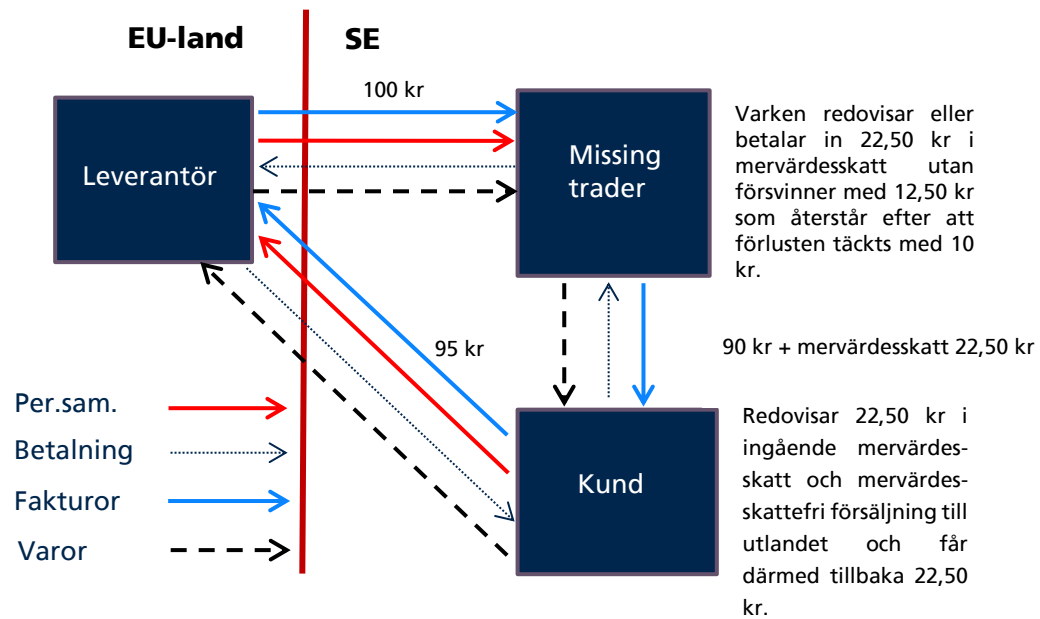 EU-land
SE
100 kr
Leverantör
Missing
trader
Varken redovisar eller
betalar in 22,50 kr i
mervärdesskatt utan
försvinner med 12,50 kr
som återstår efter att
förlusten täckts med 10
kr.
95 kr
90 kr + mervärdesskatt 22,50 kr
Per.sam.
Betalning
Fakturor
Varor
Kund
Redovisar 22,50 kr i
ingående mervärdes-
skatt och mervärdes-
skattefri försäljning till
utlandet och får
därmed tillbaka 22,50
kr.